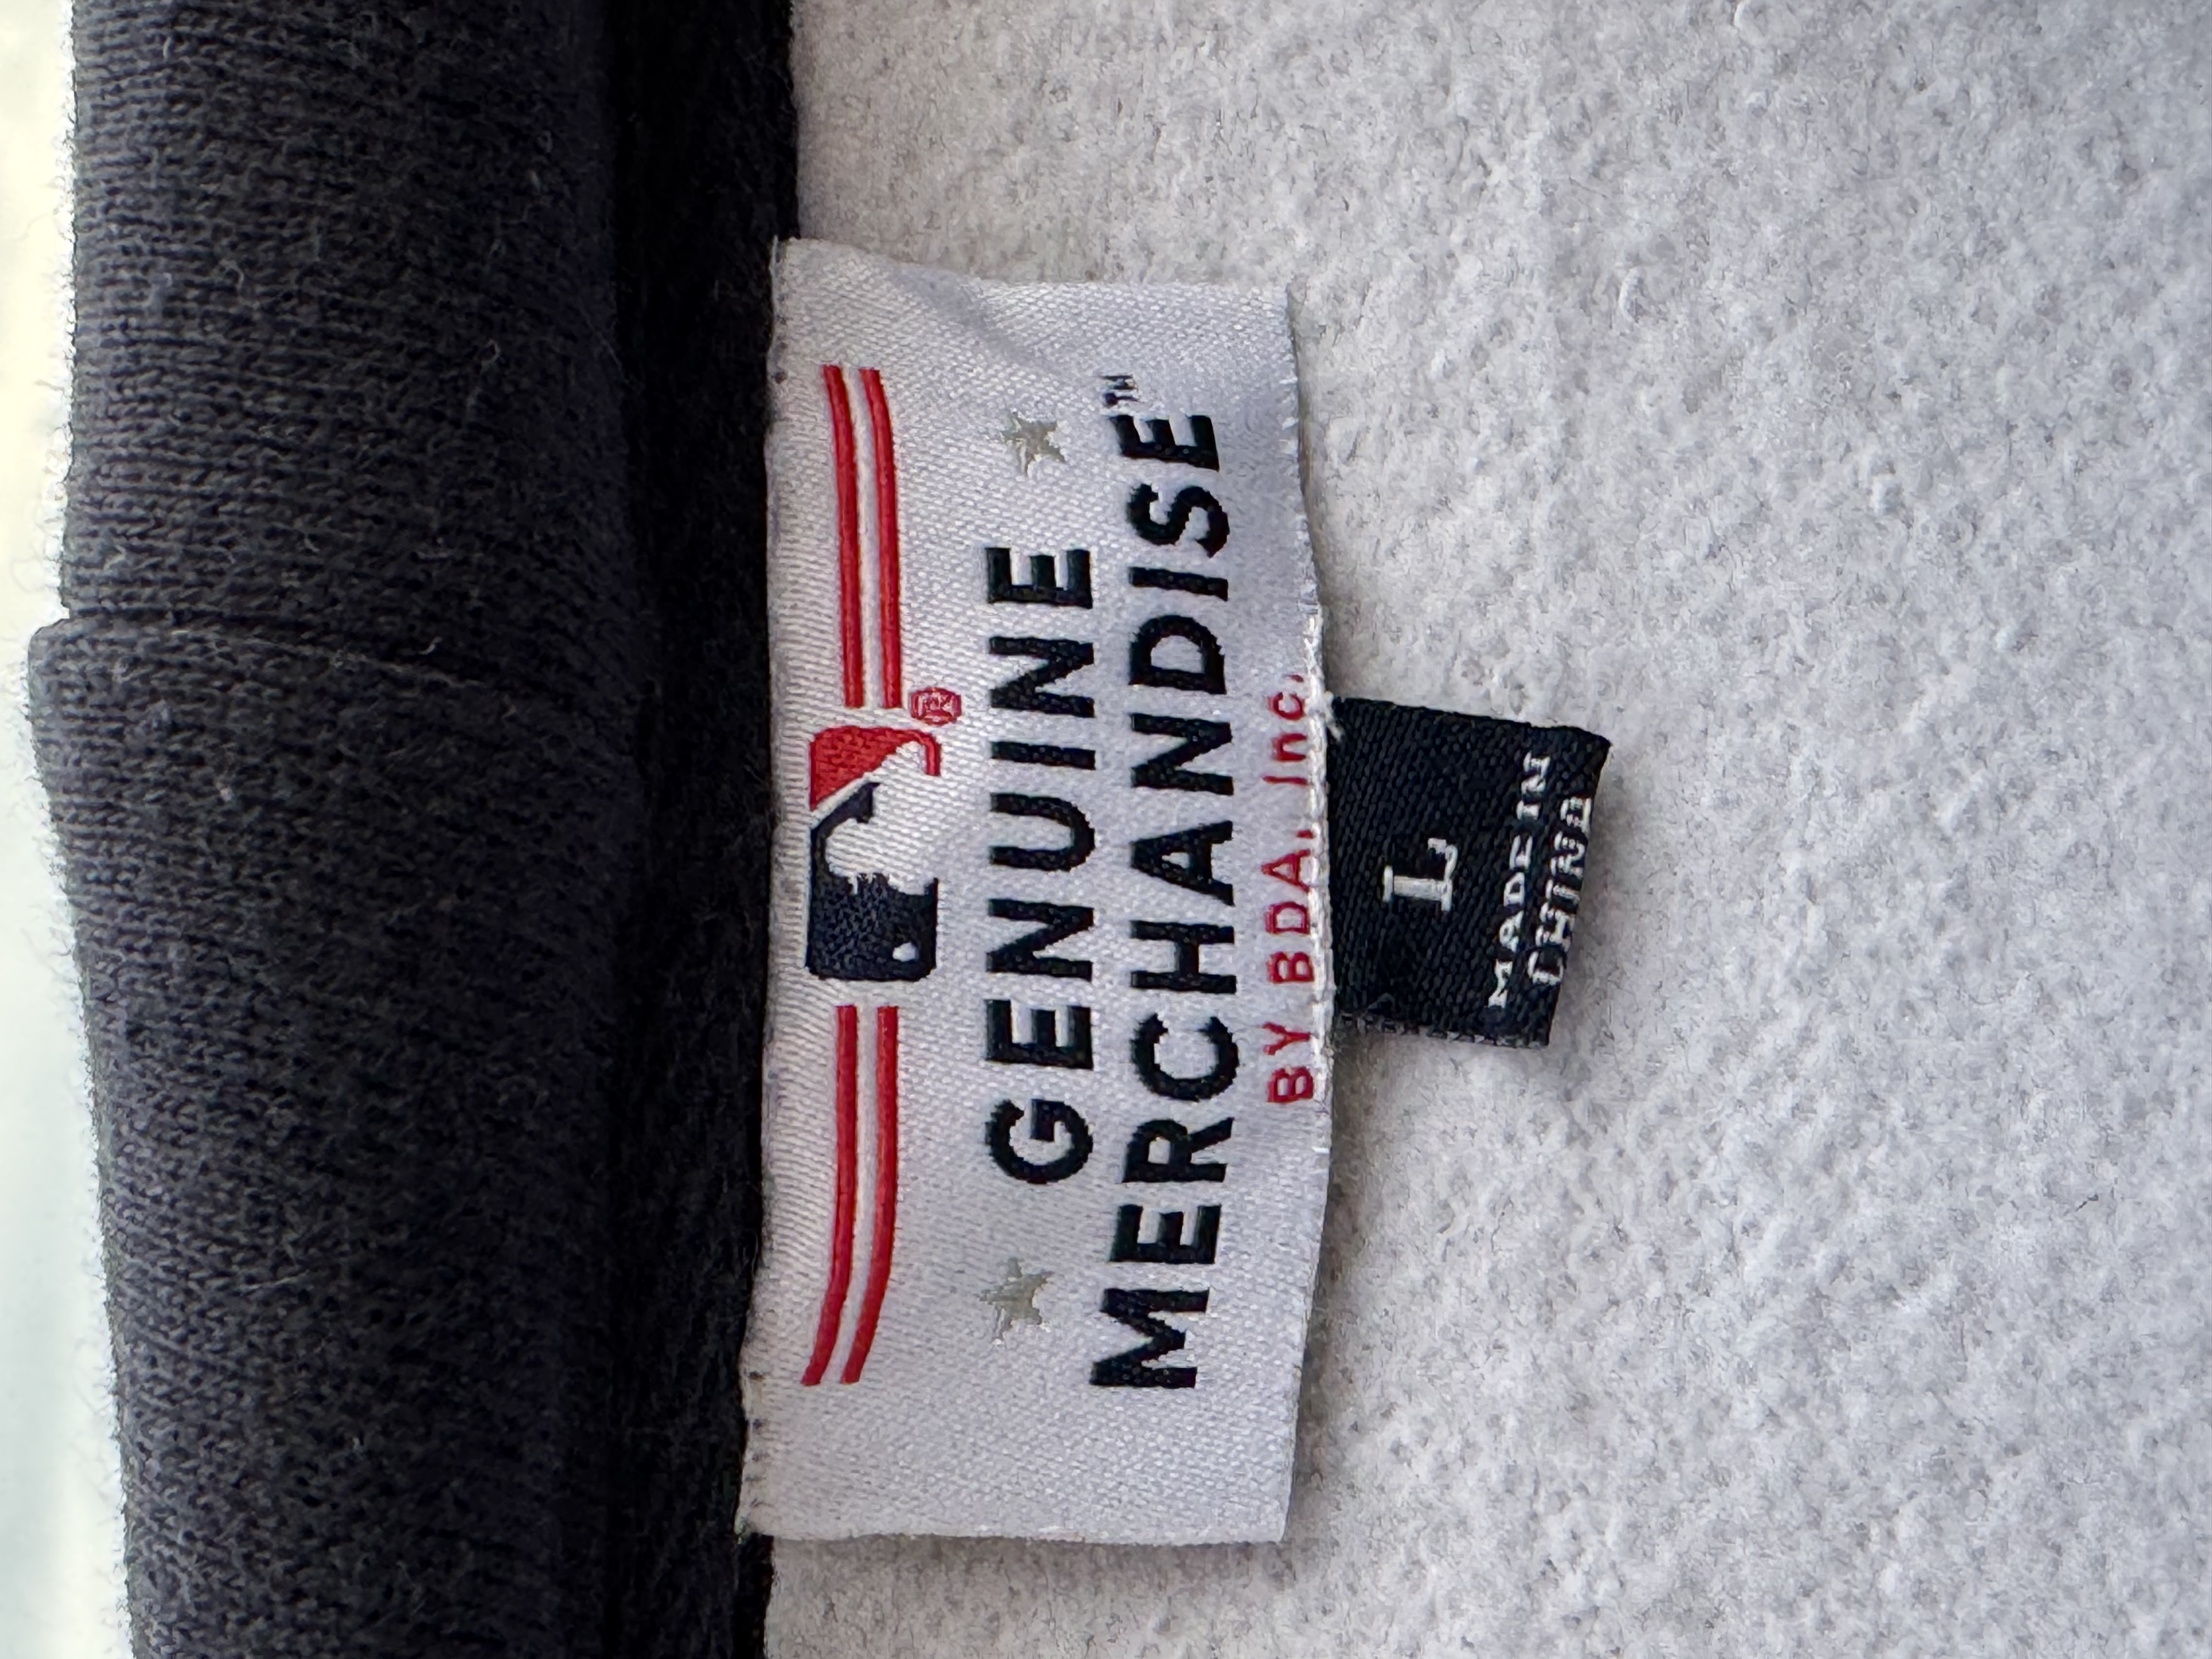 ®
GENUINE
MERCHANDISE™
BY BDA, Inc.
L
MADE IN
CHINA